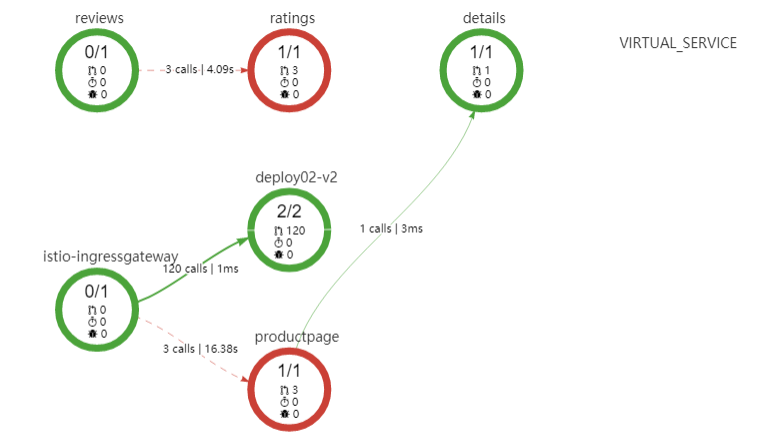 reviews
0/1
0
0
0
3 calls | 4.09s
ratings
1/1
3
0
0
details
1/1
1
0
0
VIRTUAL_SERVICE
deploy02-v2
2/2
120
0
0
1 calls | 3ms
istio-ingressgateway
0/1
0
0
0
120 calls | 1ms
3 calls | 16.38s
productpage
1/1
3
0
0